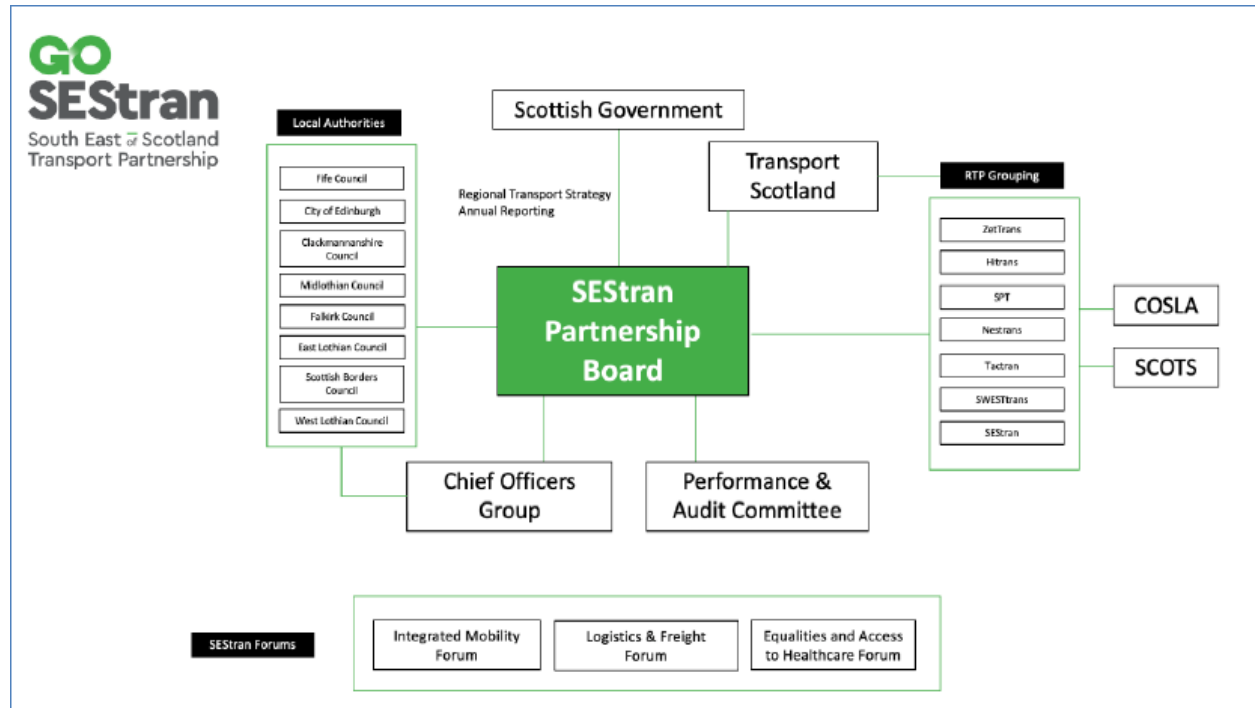 GO
SEStran
South East of Scotland
Transport Partnership
Local Authorities
Fife Council
City of Edinburgh
Clackmannanshire
Council
Midlothian Council
Falkirk Council
East Lothian Council
Scottish Borders
Council
West Lothian Council
Scottish Government
Regional Transport Strategy
Annual Reporting
Transport
Scotland
RTP Grouping
ZetTrans
Hitrans
SPT
Nestrans
Tactran
SWESTtrans
SEStran
COSLA
SCOTS
SEStran
Partnership
Board
Chief Officers
Group
Performance &
Audit Committee
SEStran Forums
Integrated Mobility
Forum
Logistics & Freight
Forum
Equalities and Access
to Healthcare Forum